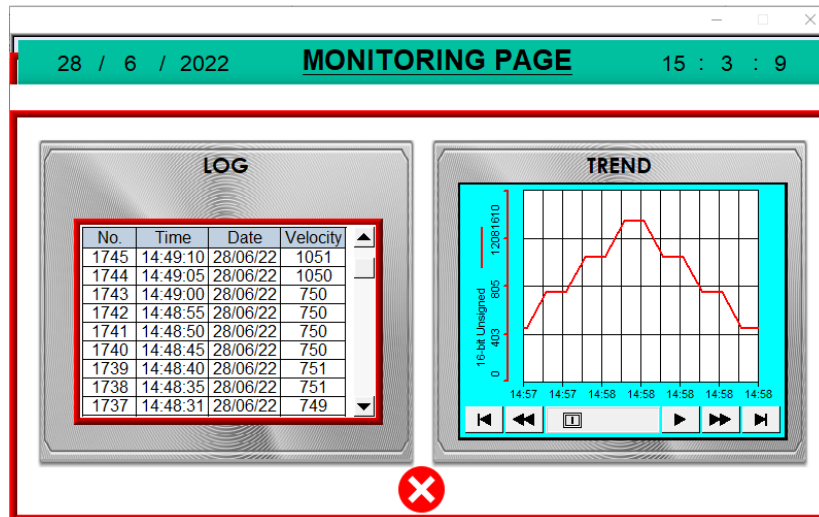 28 / 6 / 2022 MONITORING PAGE 15 : 3 : 9
LOG
No. Time Date Velocity
1745 14:49:10 28/06/22 1051
1744 14:49:05 28/06/22 1050
1743 14:49:00 28/06/22 750
1742 14:48:55 28/06/22 750
1741 14:48:50 28/06/22 750
1740 14:48:45 28/06/22 750
1739 14:48:40 28/06/22 751
1738 14:48:35 28/06/22 751
1737 14:48:31 28/06/22 749
TREND
16-bit Unsigned
0 403 805 12081610
14:57 14:57 14:58 14:58 14:58 14:58 14:58